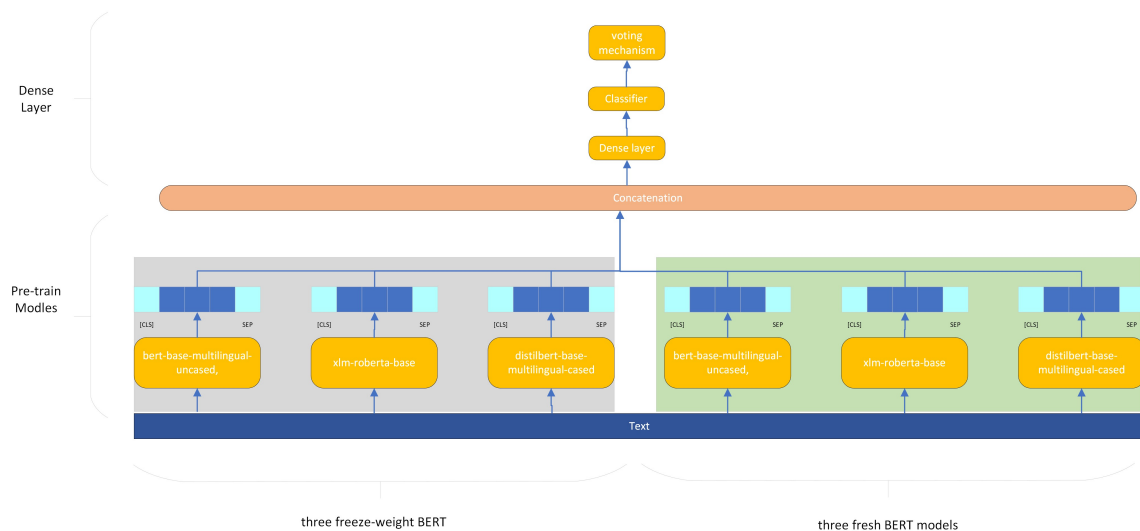 voting
mechanism
Dense
Layer
Classifier
Dense layer
Concatenation
Pre-train
Modles
[CLS] SEP [CLS] SEP [CLS] SEP [CLS] SEP [CLS] SEP [CLS] SEP
bert-base-multilingual-
uncased,
xlm-roberta-base
distilbert-base-
multilingual-cased
bert-base-multilingual-
uncased,
xlm-roberta-base
distilbert-base-
multilingual-cased
Text
three freeze-weight BERT
three fresh BERT models